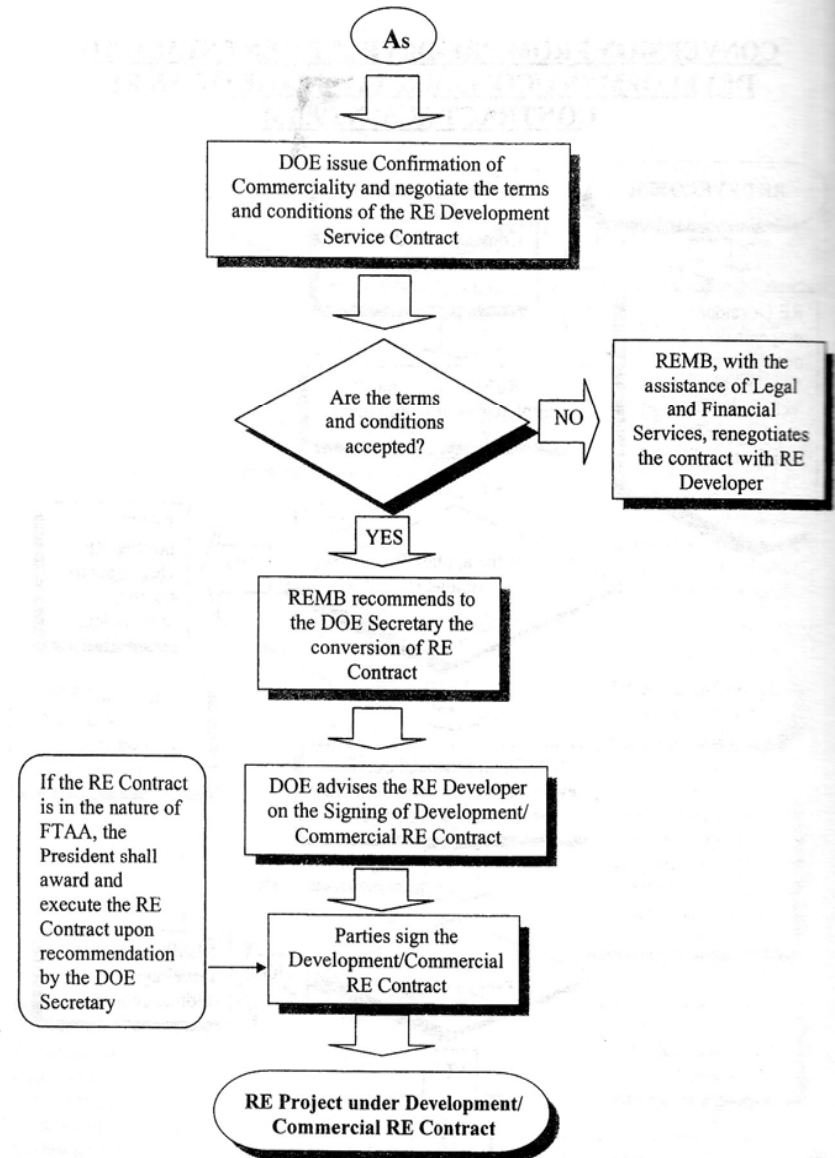 As
DOE issue Confirmation of
Commerciality and negotiate the terms
and conditions of the RE Development
Service Contract
Are the terms
and conditions
accepted?
NO
REMB, with the
assistance of Legal
and Financial
Services, renegotiates
the contract with RE
Developer
YES
REMB recommends to
the DOE Secretary the
conversion of RE
Contract
DOE advises the RE Developer
on the Signing of Development/
Commercial RE Contract
If the RE Contract
is in the nature of
FTAA, the
President shall
award and
execute the RE
Contract upon
recommendation
by the DOE
Secretary
Parties sign the
Development/Commercial
RE Contract
RE Project under Development/
Commercial RE Contract